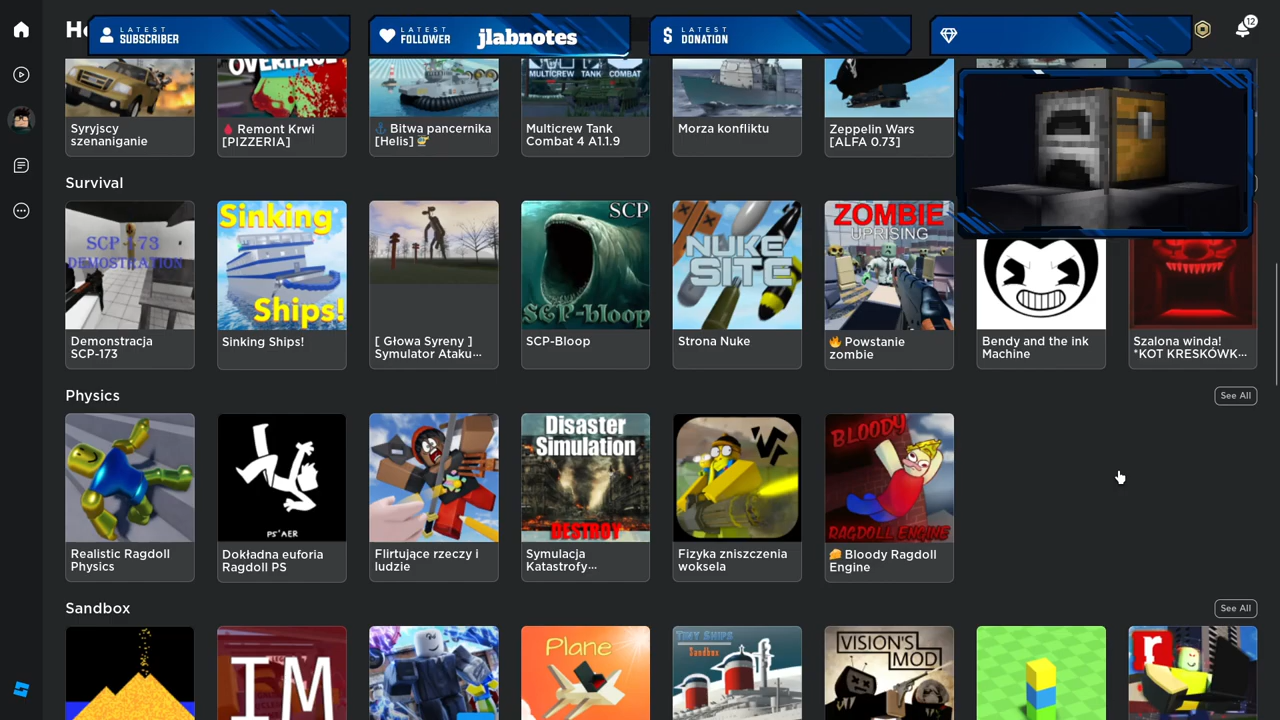 LATEST
SUBSCRIBER
LATEST
FOLLOWER
jlabnotes
LATEST
DONATION
12
OVERHAUL
MULTICREW TANK COMBAT
Syryjscy
szenaniganie
Remont Krwi
[PIZZERIA]
Bitwa pancernika
[Helis]
Multicrew Tank
Combat 4 A1.1.9
Morza konfliktu
Zeppelin Wars
[ALFA 0.73]
Survival
SCP-173
DEMOSTRATION
Sinking
Ships!
SCP
SCP-bloop
NUKE
SITE
ZOMBIE
UPRISING
Demonstracja
SCP-173
Sinking Ships!
[ Głowa Syreny ]
Symulator Ataku...
SCP-Bloop
Strona Nuke
Powstanie
zombie
Bendy and the ink
Machine
Szalona winda!
*KOT KRESKÓWK...
Physics
See All
PS'AER
Disaster
Simulation
DESTROY
BLOODY
RAGDOLL ENGINE
Realistic Ragdoll
Physics
Dokładna euforia
Ragdoll PS
Flirtujące rzeczy i
ludzie
Symulacja
Katastrofy...
Fizyka zniszczenia
woksela
Bloody Ragdoll
Engine
Sandbox
See All
IM
Plane
TINY SHIPS
Sandbox
VISION'S
MOD
r